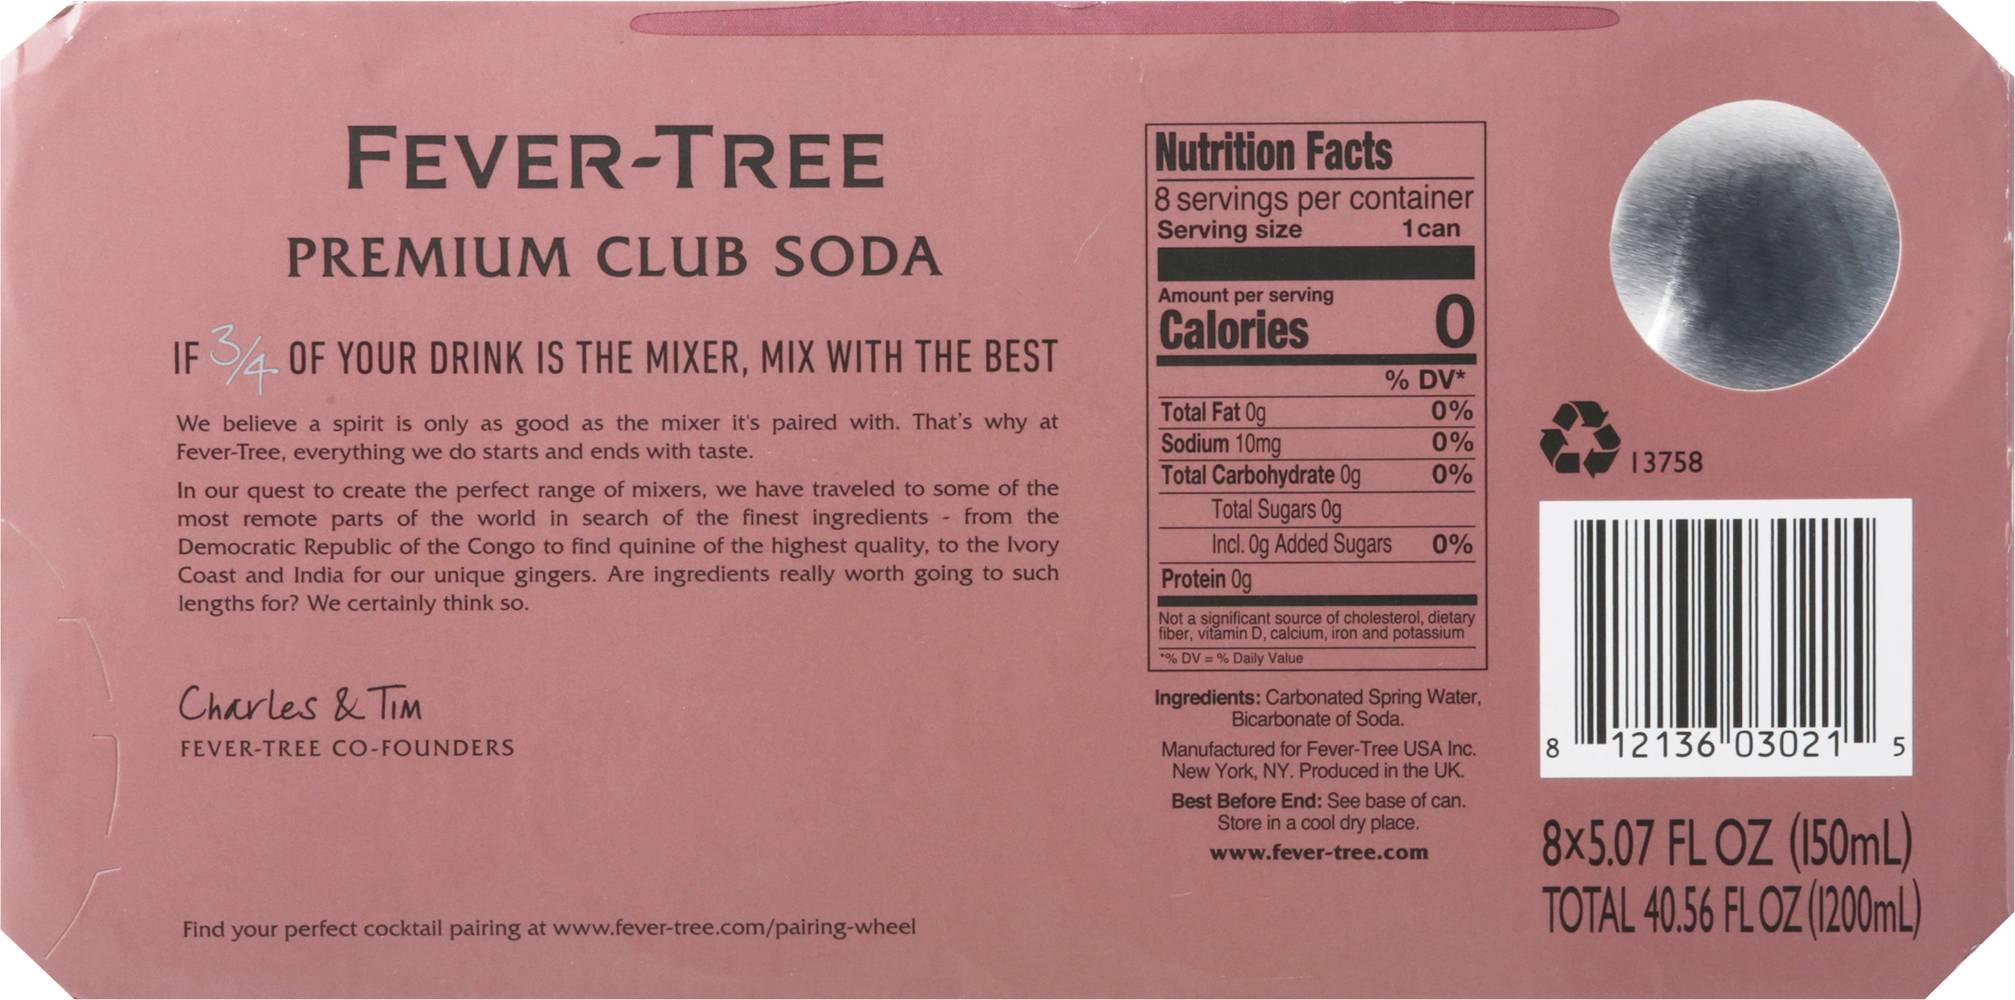 FEVER-TREE
PREMIUM CLUB SODA
IF 3/4 OF YOUR DRINK IS THE MIXER, MIX WITH THE BEST
We believe a spirit is only as good as the mixer it's paired with. That's why at
Fever-Tree, everything we do starts and ends with taste.
In our quest to create the perfect range of mixers, we have traveled to some of the
most remote parts of the world in search of the finest ingredients - from the
Democratic Republic of the Congo to find quinine of the highest quality, to the Ivory
Coast and India for our unique gingers. Are ingredients really worth going to such
lengths for? We certainly think so.
Charles & Tim
FEVER-TREE CO-FOUNDERS
Find your perfect cocktail pairing at www.fever-tree.com/pairing-wheel
Nutrition Facts
8 servings per container
Serving size 1can
Amount per serving
Calories 0
% DV*
Total Fat 0g 0%
Sodium 10mg 0%
Total Carbohydrate 0g 0%
Total Sugars 0g
Incl. 0g Added Sugars 0%
Protein 0g
Not a significant source of cholesterol, dietary
fiber, vitamin D, calcium, iron and potassium
*% DV = % Daily Value
Ingredients: Carbonated Spring Water,
Bicarbonate of Soda.
Manufactured for Fever-Tree USA Inc.
New York, NY. Produced in the UK.
Best Before End: See base of can.
Store in a cool dry place.
www.fever-tree.com
13758
8 12136 03021 5
8x5.07 FL OZ (150mL)
TOTAL 40.56 FL OZ (1200mL)